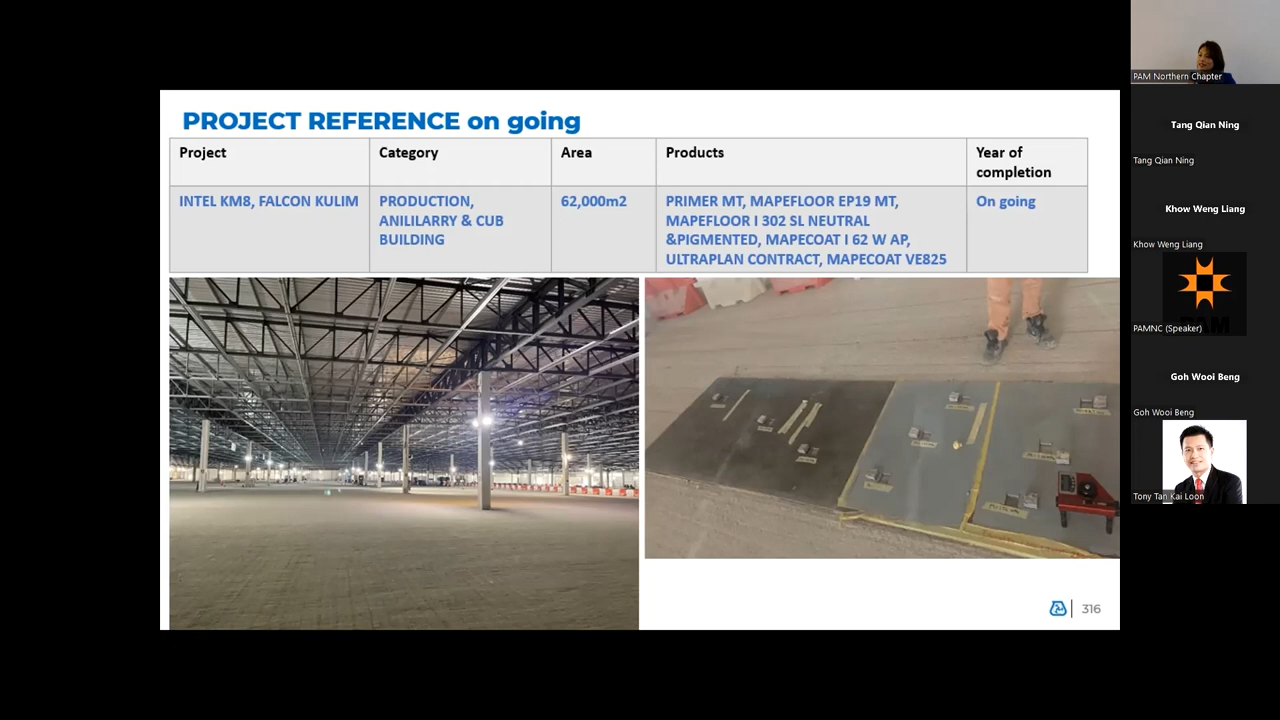 PROJECT REFERENCE on going
Project
Category
Area
Products
Year of
completion
INTEL KM8, FALCON KULIM
PRODUCTION,
ANILILARRY & CUB
BUILDING
62,000m2
PRIMER MT, MAPEFLOOR EP19 MT,
MAPEFLOOR I 302 SL NEUTRAL
&PIGMENTED, MAPECOAT I 62 W AP,
ULTRAPLAN CONTRACT, MAPECOAT VE825
On going
316
PAM Northern Chapter
Tang Qian Ning
Tang Qian Ning
Khow Weng Liang
Khow Weng Liang
PAM
PAMNC (Speaker)
Goh Wooi Beng
Goh Wooi Beng
Tony Tan Kai Loon